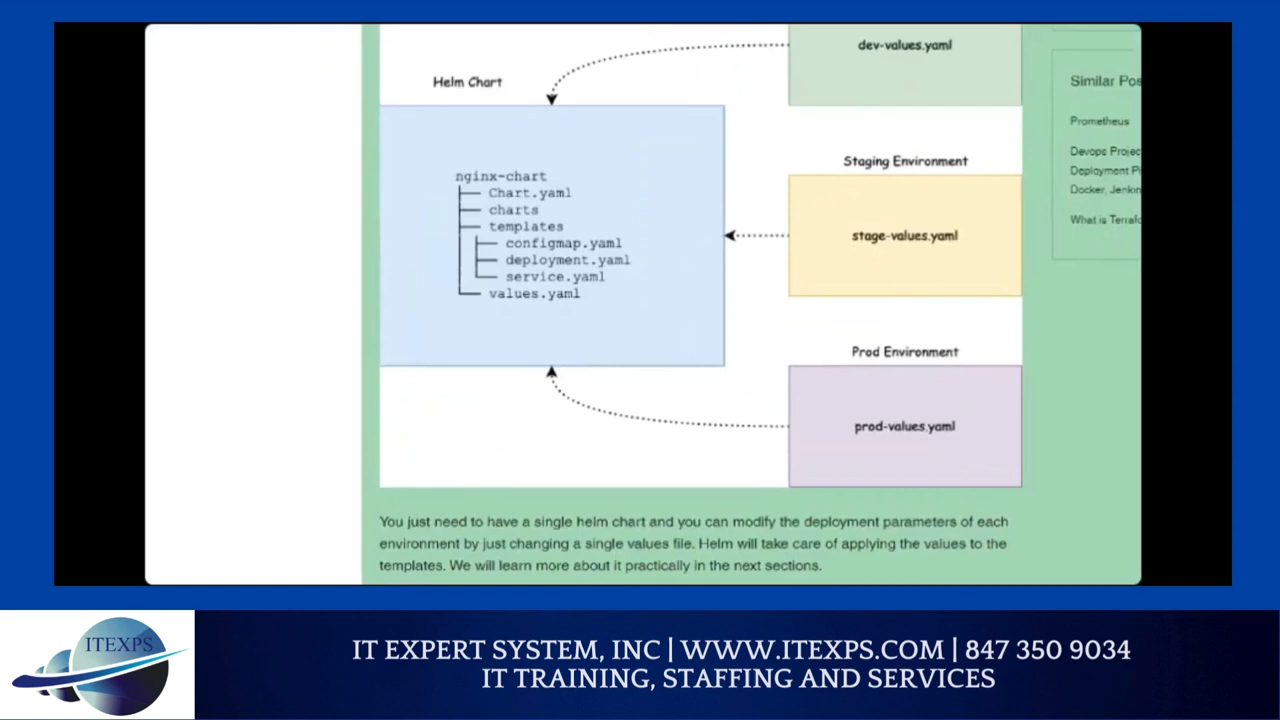 dev-values.yaml
Helm Chart
nginx-chart
Chart.yaml
charts
templates
configmap.yaml
deployment.yaml
service.yaml
values.yaml
Staging Environment
stage-values.yaml
Prod Environment
prod-values.yaml
You just need to have a single helm chart and you can modify the deployment parameters of each
environment by just changing a single values file. Helm will take care of applying the values to the
templates. We will learn more about it practically in the next sections.
Similar Pos
Prometheus
Devops Projec
Deployment
Docker, Jenkin
What is
ITEXPS
IT EXPERT SYSTEM, INC | WWW.ITEXPS.COM | 847 350 9034
IT TRAINING, STAFFING AND SERVICES